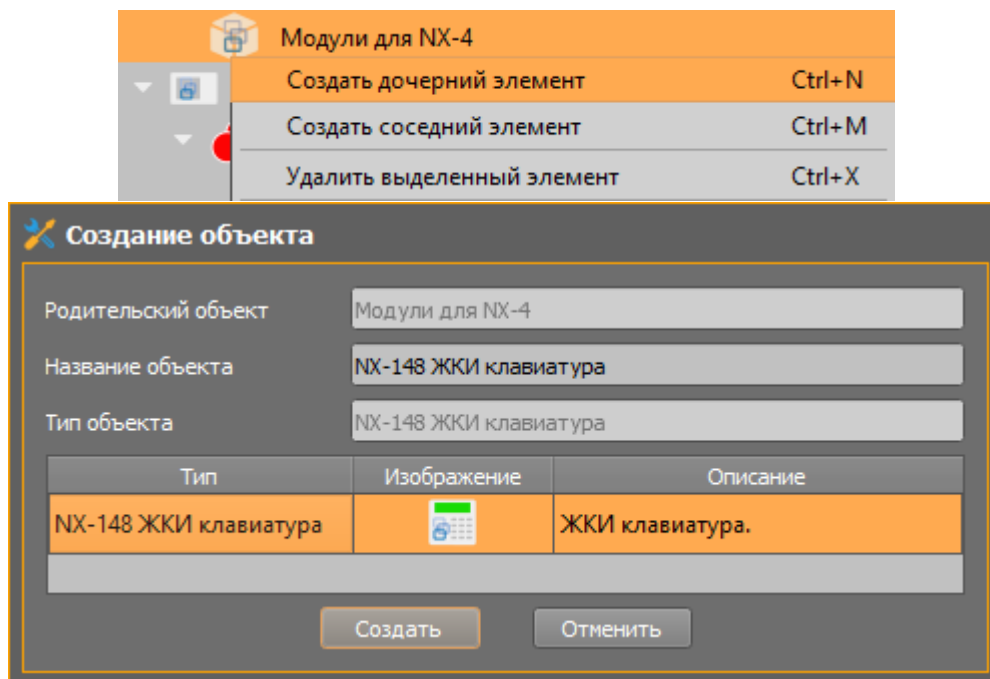 Модули для NX-4
Создать дочерний элемент Ctrl+N
Создать соседний элемент Ctrl+M
Удалить выделенный элемент Ctrl+X
Создание объекта
Родительский объект Модули для NX-4
Название объекта NX-148 ЖКИ клавиатура
Тип объекта NX-148 ЖКИ клавиатура
Тип Изображение Описание
NX-148 ЖКИ клавиатура ЖКИ клавиатура.
Создать Отменить